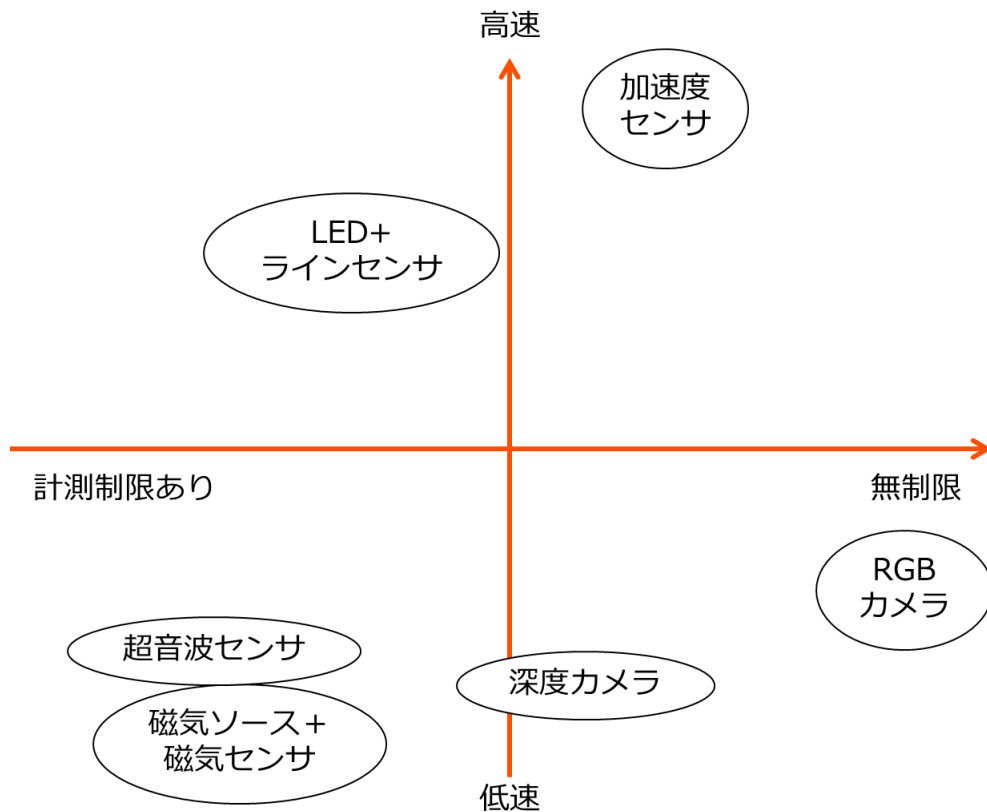 高速
加速度
センサ
LED+
ラインセンサ
計測制限あり
無制限
RGB
カメラ
超音波センサ
深度カメラ
磁気ソース+
磁気センサ
低速